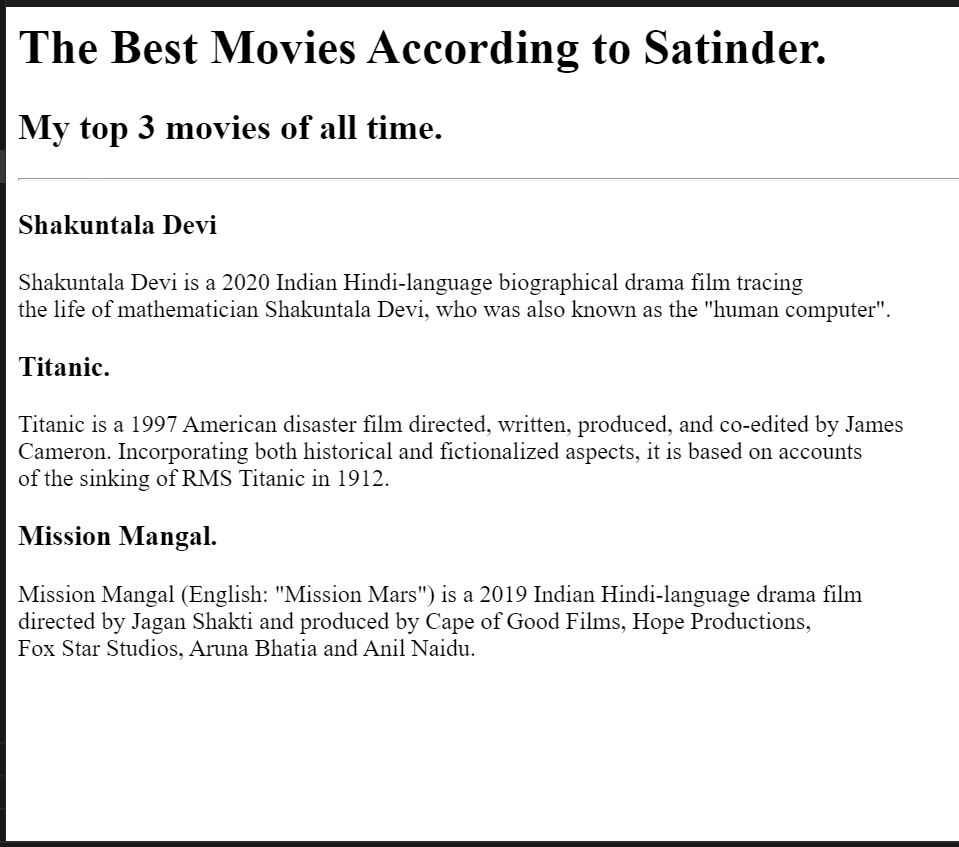 The Best Movies According to Satinder.
My top 3 movies of all time.
Shakuntala Devi
Shakuntala Devi is a 2020 Indian Hindi-language biographical drama film tracing
the life of mathematician Shakuntala Devi, who was also known as the "human computer".
Titanic.
Titanic is a 1997 American disaster film directed, written, produced, and co-edited by James
Cameron. Incorporating both historical and fictionalized aspects, it is based on accounts
of the sinking of RMS Titanic in 1912.
Mission Mangal.
Mission Mangal (English: "Mission Mars") is a 2019 Indian Hindi-language drama film
directed by Jagan Shakti and produced by Cape of Good Films, Hope Productions,
Fox Star Studios, Aruna Bhatia and Anil Naidu.